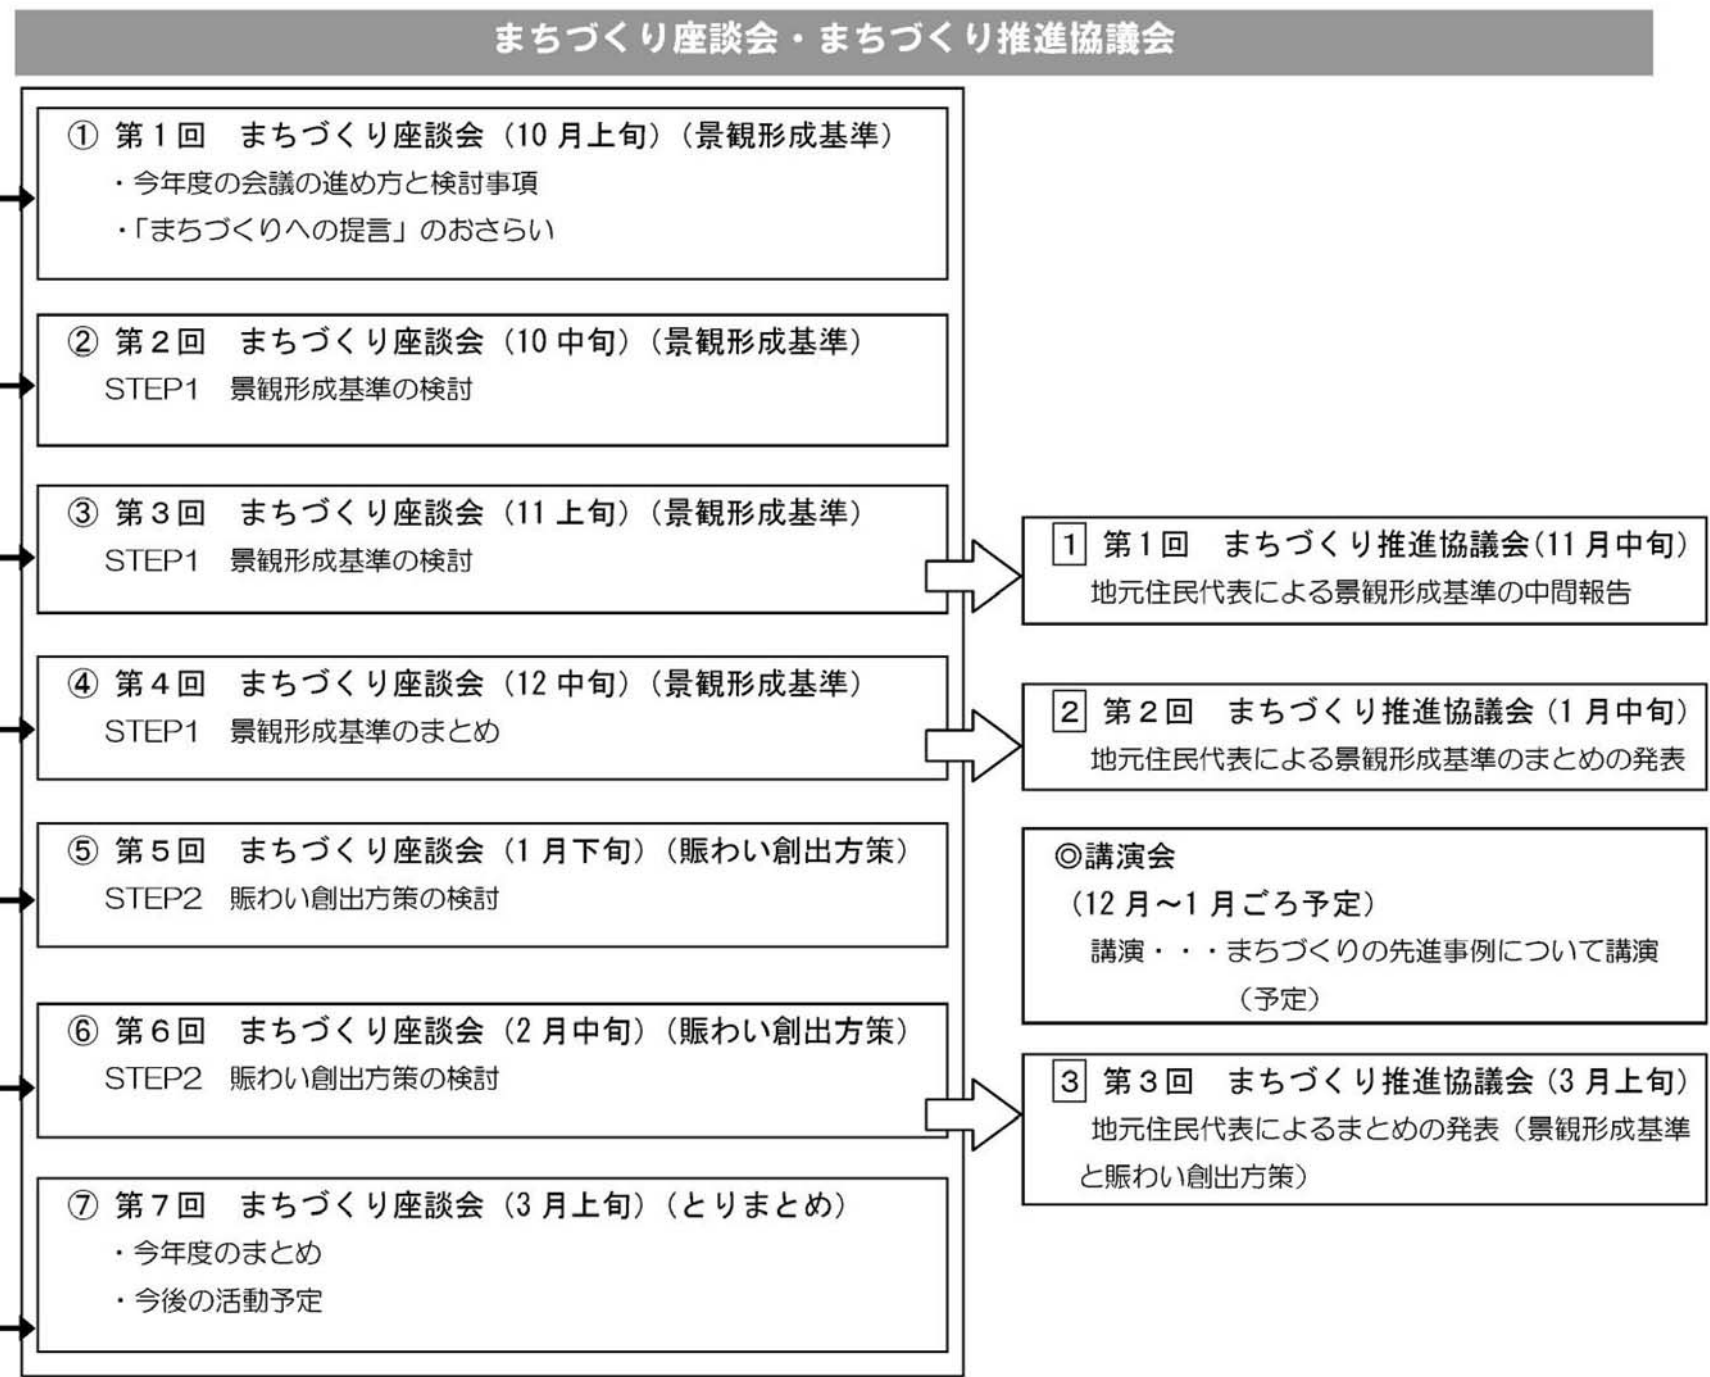 まちづくり座談会・まちづくり推進協議会
① 第１回　まちづくり座談会（10 月上旬）（景観形成基準）
・今年度の会議の進め方と検討事項
・「まちづくりへの提言」のおさらい
② 第２回　まちづくり座談会（10 中旬）（景観形成基準）
STEP1　景観形成基準の検討
③ 第３回　まちづくり座談会（11 上旬）（景観形成基準）
STEP1　景観形成基準の検討
④ 第４回　まちづくり座談会（12 中旬）（景観形成基準）
STEP1　景観形成基準のまとめ
⑤ 第５回　まちづくり座談会（1 月下旬）（賑わい創出方策）
STEP2　賑わい創出方策の検討
⑥ 第６回　まちづくり座談会（2 月中旬）（賑わい創出方策）
STEP2　賑わい創出方策の検討
⑦ 第７回　まちづくり座談会（3 月上旬）（とりまとめ）
・今年度のまとめ
・今後の活動予定
1 第１回　まちづくり推進協議会（11 月中旬）
地元住民代表による景観形成基準の中間報告
2 第２回　まちづくり推進協議会（1 月中旬）
地元住民代表による景観形成基準のまとめの発表
◎講演会
（12 月～1 月ごろ予定）
講演・・・まちづくりの先進事例について講演
（予定）
3 第３回　まちづくり推進協議会（3 月上旬）
地元住民代表によるまとめの発表（景観形成基準
と賑わい創出方策）